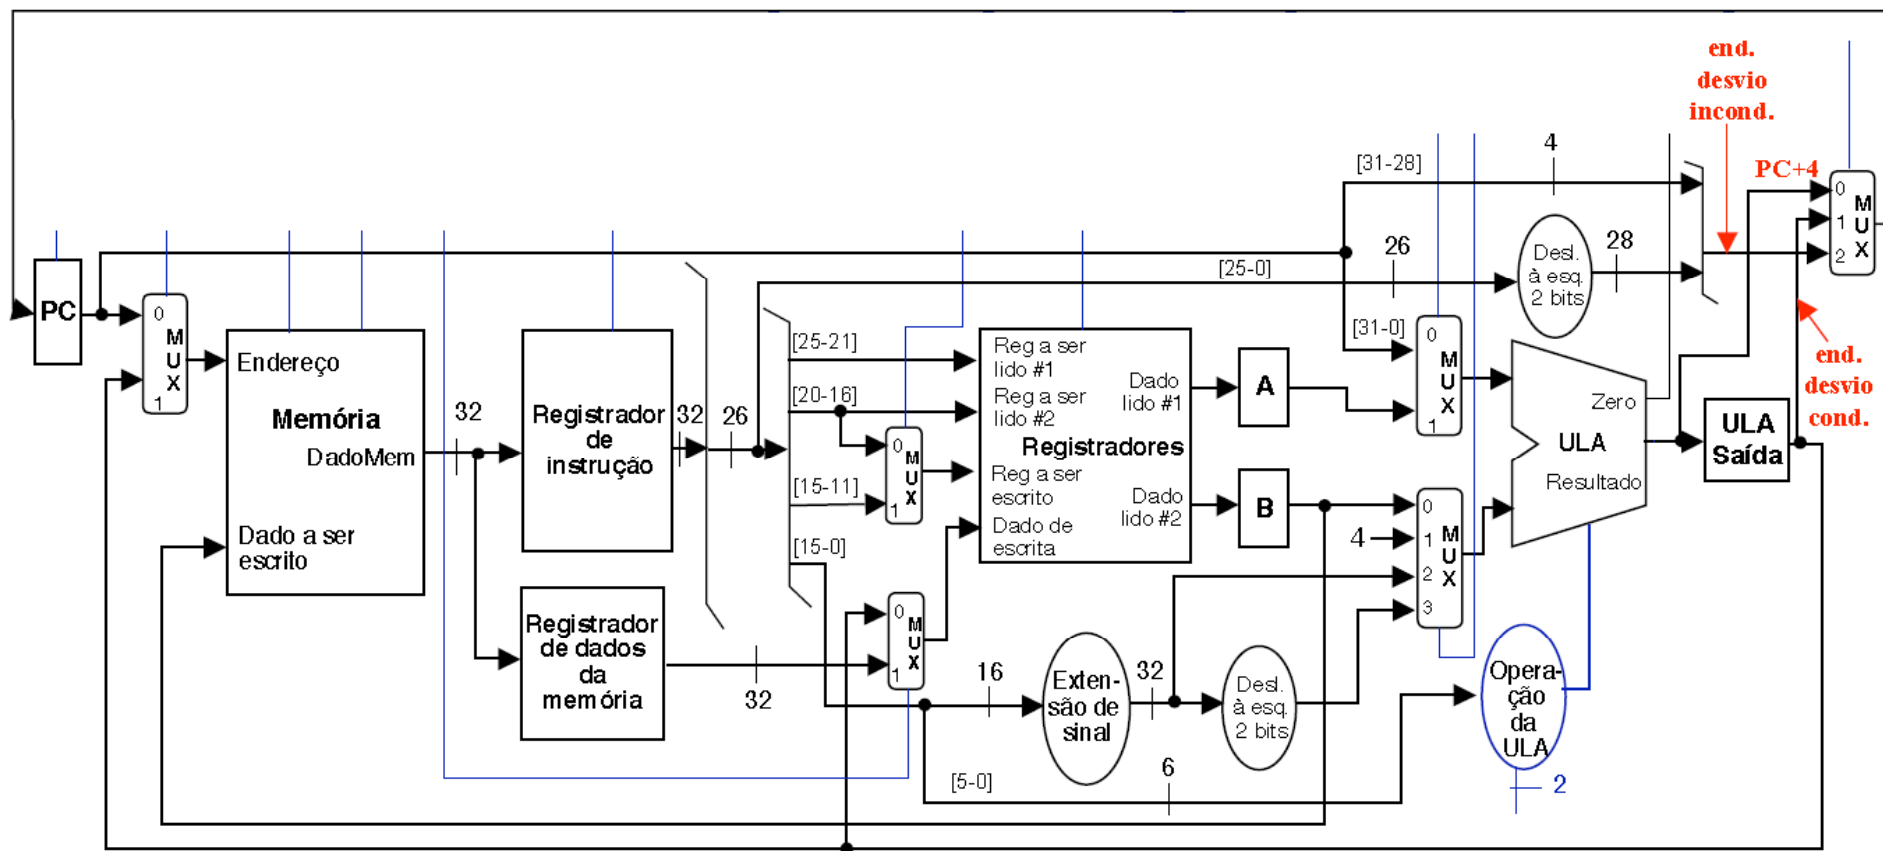 end.
desvio
incond.
4
[31-28]
PC+4
0
1
2
M
U
X
26
28
[25-0]
Desl.
à esq.
2 bits
PC
0
M
U
X
1
Endereço
Memória
DadoMem
Dado a ser
escrito
32
Registrador
de
instrução
32
26
[25-21]
[20-16]
[15-11]
[15-0]
0
M
U
X
1
Reg a ser
lido #1
Reg a ser
lido #2
Registradores
Reg a ser
escrito
Dado de
escrita
Dado
lido #1
Dado
lido #2
A
B
[31-0]
0
M
U
X
1
4
0
1
2
3
M
U
X
Zero
ULA
Resultado
ULA
Saída
end.
desvio
cond.
Registrador
de dados
da
memória
32
0
M
U
X
1
16
Exten-
são de
sinal
32
Desl.
à esq.
2 bits
Opera-
ção
da
ULA
2
[5-0]
6